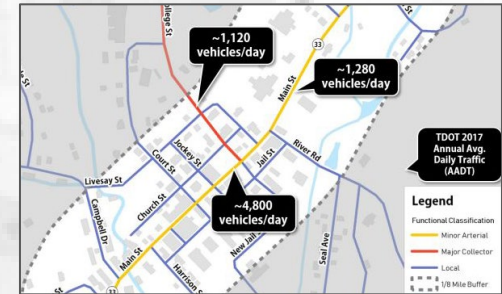 College St
~1,120
vehicles/day
33
Main St
~1,280
vehicles/day
Jockey St
Court St
Jail St
River Rd
TDOT 2017
Annual Avg.
Daily Traffic
(AADT)
Livesay St
Church St
~4,800
vehicles/day
Campbell Dr
Main St
New Jail
Seal Ave
Harrison S
33
St
Legend
Functional Classification
Minor Arterial
Major Collector
Local
1/8 Mile Buffer